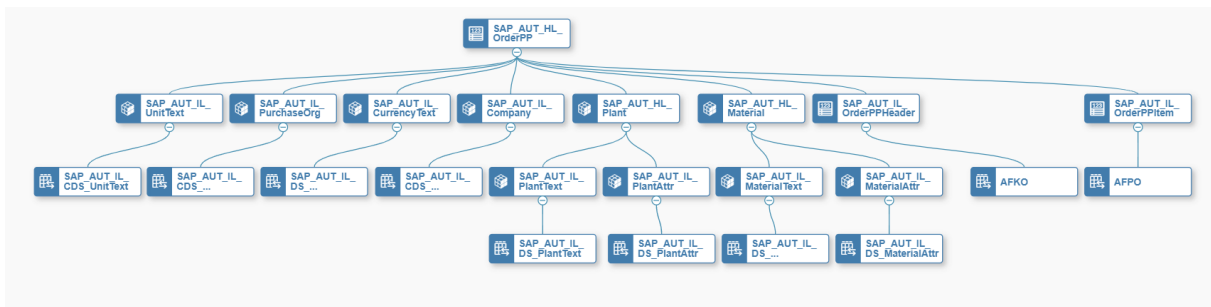 SAP_AUT_HL_
OrderPP
SAP_AUT_IL_
UnitText
SAP_AUT_IL_
PurchaseOrg
SAP_AUT_IL_
CurrencyText
SAP_AUT_IL_
Company
SAP_AUT_HL_
Plant
SAP_AUT_HL_
Material
SAP_AUT_IL_
OrderPPHeader
SAP_AUT_IL_
OrderPPItem
SAP_AUT_IL_
CDS_UnitText
SAP_AUT_IL_
CDS_...
SAP_AUT_IL_
DS_...
SAP_AUT_IL_
CDS_...
SAP_AUT_IL_
PlantText
SAP_AUT_IL_
PlantAttr
SAP_AUT_IL_
MaterialText
SAP_AUT_IL_
MaterialAttr
AFKO
AFPO
SAP_AUT_IL_
DS_PlantText
SAP_AUT_IL_
DS_PlantAttr
SAP_AUT_IL_
DS_...
SAP_AUT_IL_
DS_MaterialAttr